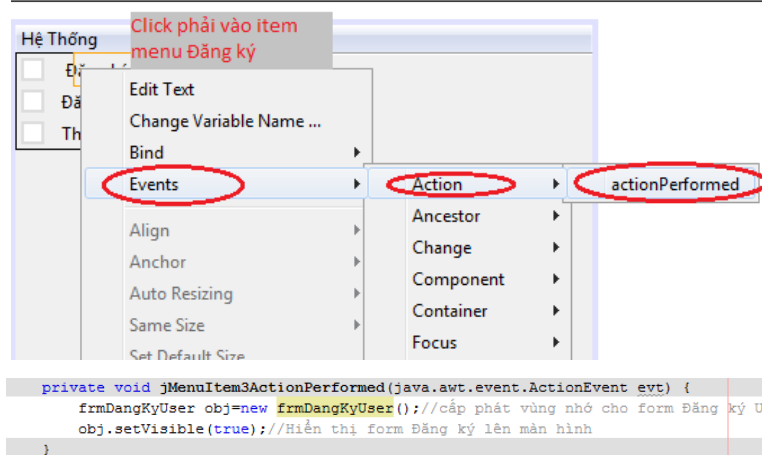 Click phải vào item
menu Đăng ký
Hệ Thống
Edit Text
Change Variable Name ...
Bind
Events
Action
actionPerformed
Ancestor
Align
Change
Anchor
Component
Auto Resizing
Container
Same Size
Focus
Set Default Size
private void jMenuItem3ActionPerformed(java.awt.event.ActionEvent evt) {
frmDangKyUser obj=new frmDangKyUser();//cấp phát vùng nhớ cho form Đăng ký U
obj.setVisible(true);//Hiển thị form Đăng ký lên màn hình
}